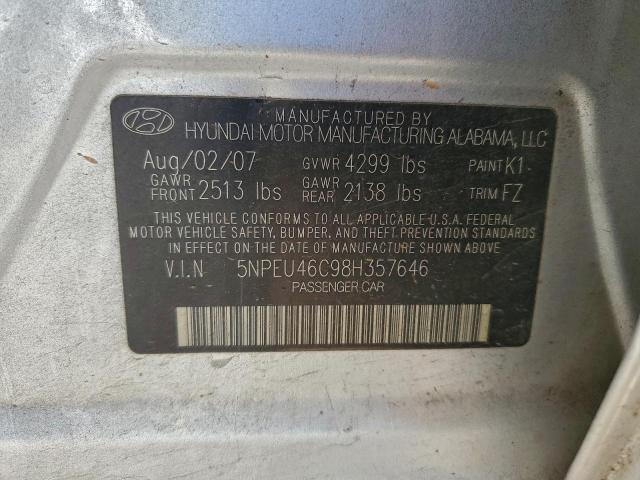 MANUFACTURED BY
HYUNDAI MOTOR MANUFACTURING ALABAMA, LLC
Aug/02/07 GVWR 4299 lbs PAINT K1
GAWR FRONT 2513 lbs GAWR REAR 2138 lbs TRIM FZ
THIS VEHICLE CONFORMS TO ALL APPLICABLE U.S.A. FEDERAL
MOTOR VEHICLE SAFETY, BUMPER, AND THEFT PREVENTION STANDARDS
IN EFFECT ON THE DATE OF MANUFACTURE SHOWN ABOVE
V.I.N 5NPEU46C98H357646
PASSENGER CAR